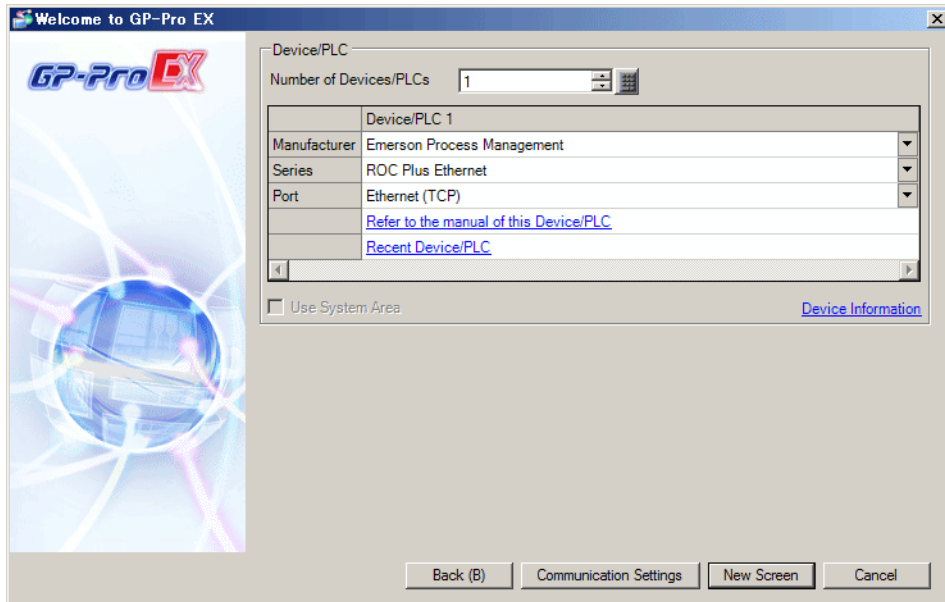 Welcome to GP-Pro EX
GP-Pro EX
Device/PLC
Number of Devices/PLCs 1
Device/PLC 1
Manufacturer Emerson Process Management
Series ROC Plus Ethernet
Port Ethernet (TCP)
Refer to the manual of this Device/PLC
Recent Device/PLC
Use System Area Device Information
Back (B) Communication Settings New Screen Cancel